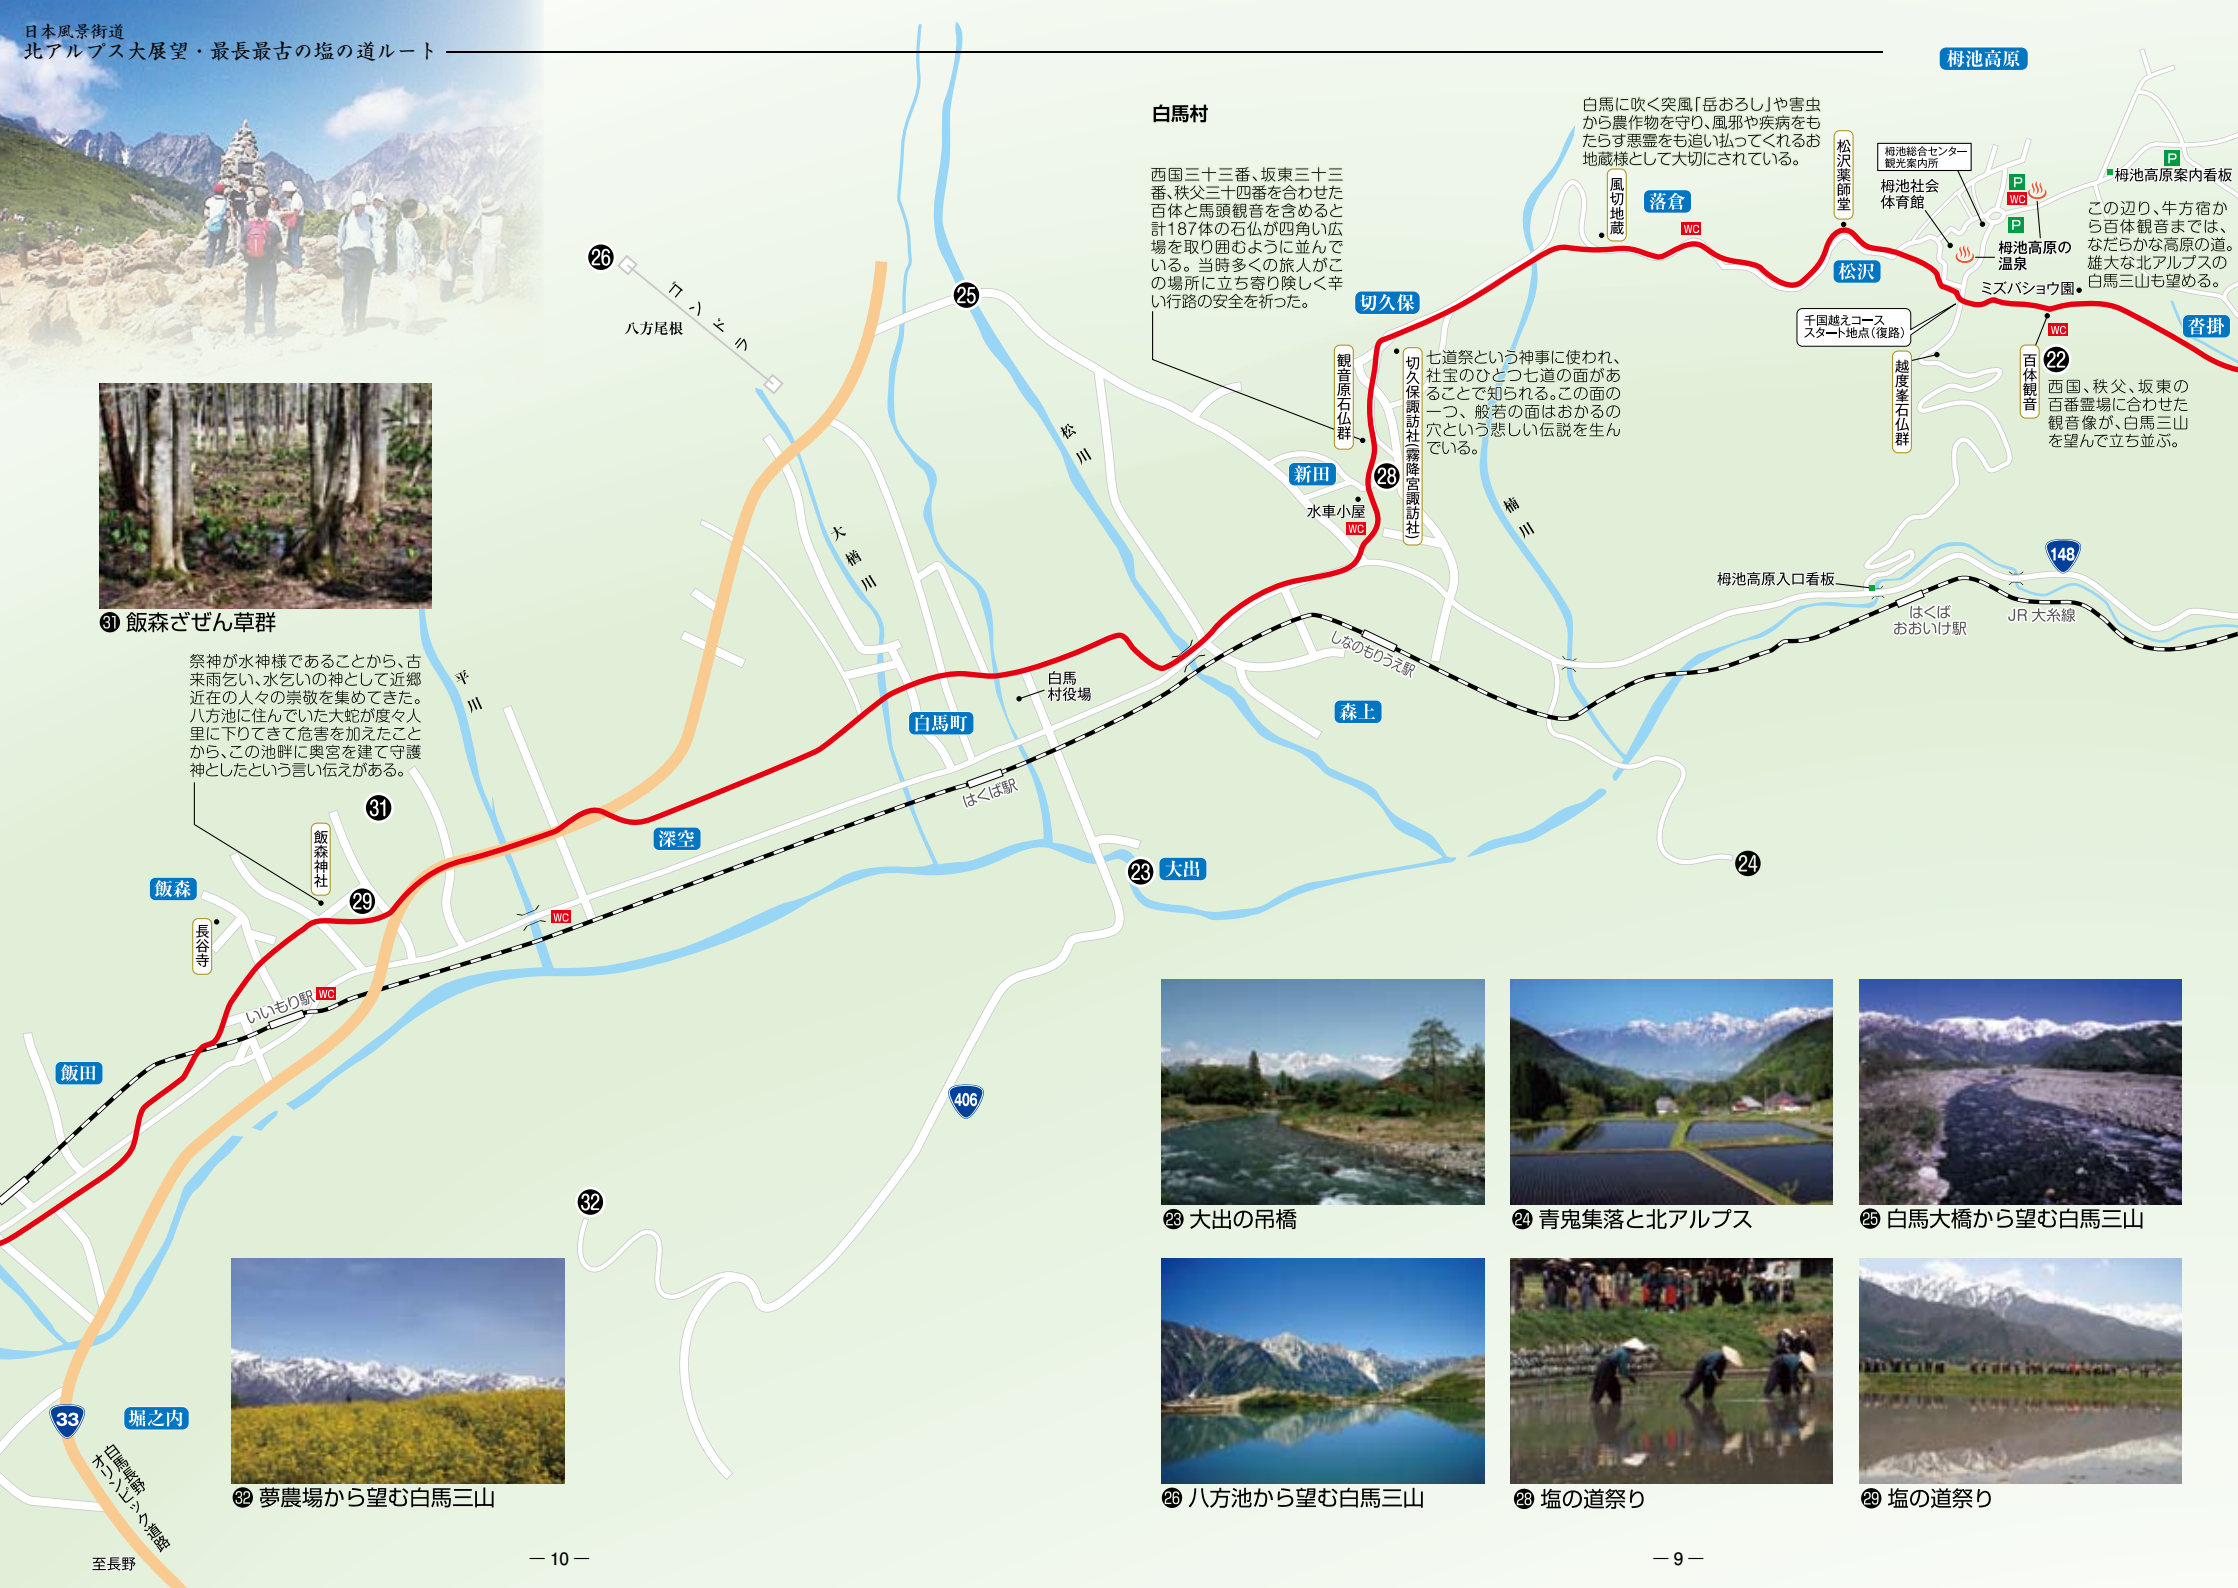 日本風景街道
北アルプス大展望・最長最古の塩の道ルート
栂池高原
白馬村
西国三十三番、坂東三十三
番、秩父三十四番を合わせた
百体と馬頭観音を含めると
計187体の石仏が四角い広
場を取り囲むように並んで
いる。当時多くの旅人がこ
の場所に立ち寄り険しく辛
い行路の安全を祈った。
白馬に吹く突風「岳おろし」や害虫
から農作物を守り、風邪や疾病をも
たらす悪霊をも追い払ってくれるお
地蔵様として大切にされている。
風切地蔵
落倉
WC
松沢薬師堂
松沢
栂池総合センター
観光案内所
栂池社会
体育館
P
WC
P
P
栂池高原案内看板
栂池高原の
温泉
この辺り、牛方宿か
ら百体観音までは、
なだらかな高原の道。
雄大な北アルプスの
白馬三山も望める。
ミズバショウ園
千国越えコース
スタート地点(復路)
WC
沓掛
越度峯石仏群
百体観音
22
西国、秩父、坂東の
百番霊場に合わせた
観音像が、白馬三山
を望んで立ち並ぶ。
切久保
観音原石仏群
切久保諏訪社(霧降宮諏訪社)
七道祭という神事に使われ、
社宝のひとつ七道の面があ
ることで知られる。この面の
一つ、般若の面はおかるの
穴という悲しい伝説を生ん
でいる。
新田
28
水車小屋
WC
楠川
148
栂池高原入口看板
はくば
おおいけ駅
JR 大糸線
しなのもりうえ駅
森上
26
ゴンドラ
八方尾根
25
松川
大楢川
白馬
村役場
白馬町
はくば駅
深空
23
大出
24
31 飯森ざぜん草群
祭神が水神様であることから、古
来雨乞い、水乞いの神として近郷
近在の人々の崇敬を集めてきた。
八方池に住んでいた大蛇が度々人
里に下りてきて危害を加えたこと
から、この池畔に奥宮を建て守護
神としたという言い伝えがある。
平川
31
飯森神社
29
飯森
長谷寺
WC
いいもり駅
WC
飯田
406
32
33
堀之内
白馬長野
オリンピック道路
至長野
32 夢農場から望む白馬三山
23 大出の吊橋
24 青鬼集落と北アルプス
25 白馬大橋から望む白馬三山
26 八方池から望む白馬三山
28 塩の道祭り
29 塩の道祭り
— 10 —
— 9 —